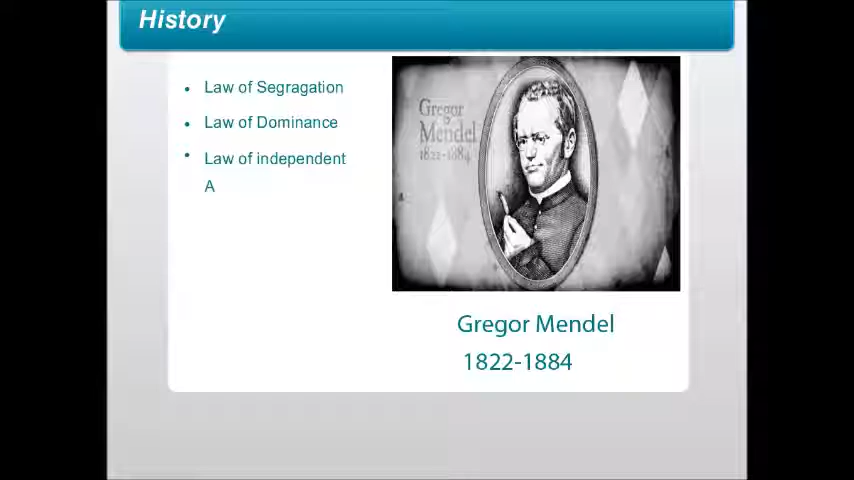 History
Law of Segragation
Law of Dominance
Law of independent
A
Gregor
Mendel
1822-1884
Gregor Mendel
1822-1884